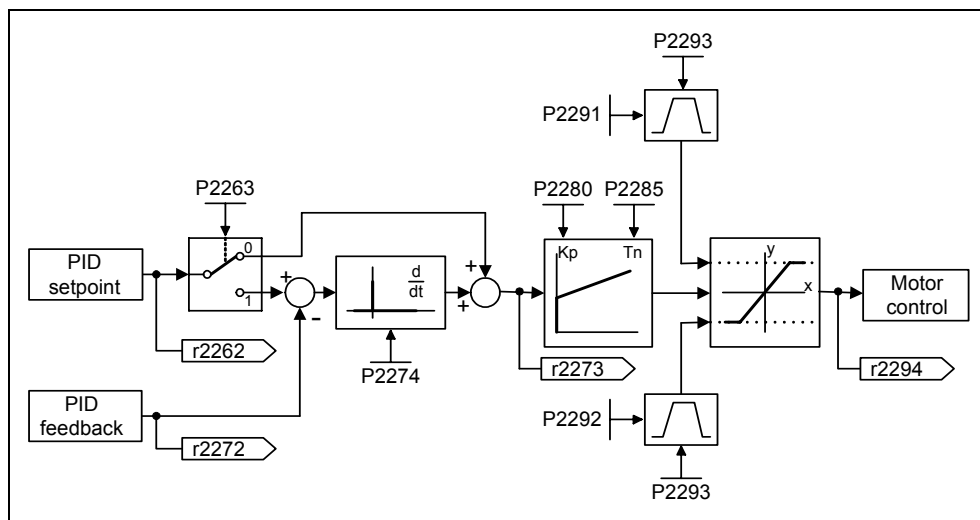 P2293
P2291
P2263
P2280
P2285
PID
setpoint
0
1
+
-
d
dt
+
+
Kp
Tn
y
x
Motor
control
r2262
P2274
r2273
r2294
PID
feedback
r2272
P2292
P2293